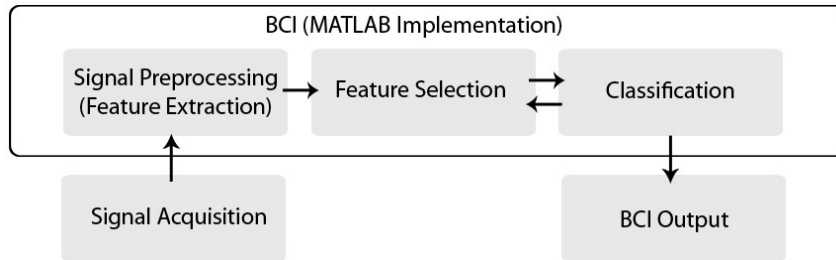 BCI (MATLAB Implementation)
Signal Preprocessing
(Feature Extraction)
Feature Selection
Classification
Signal Acquisition
BCI Output